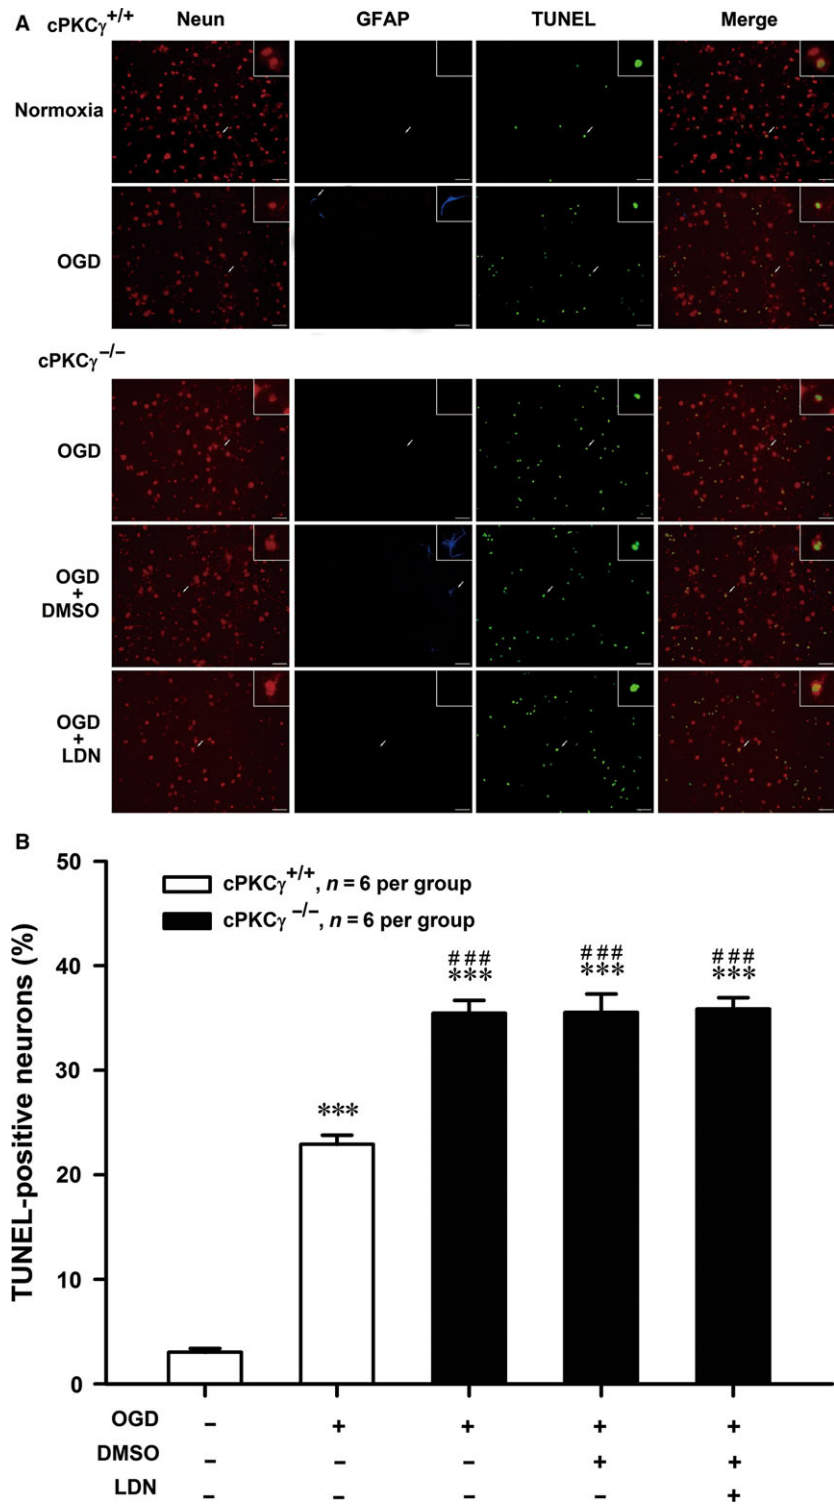 A cPKCγ+/+ Neun GFAP TUNEL Merge
Normoxia
OGD
cPKCγ−/−
OGD
OGD
+
DMSO
OGD
+
LDN
B
50
cPKCγ+/+, n = 6 per group
cPKCγ −/−, n = 6 per group
40
30
20
10
0
TUNEL-positive neurons (%)
***
###
***
###
***
###
***
OGD − + + + +
DMSO − − − + +
LDN − − − − +